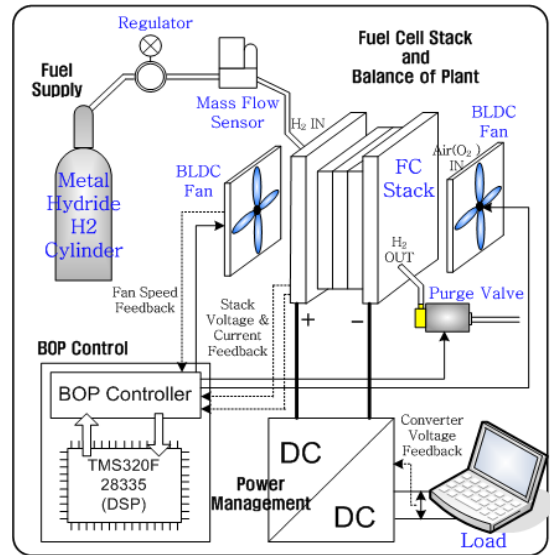 Regulator
Fuel Cell Stack
and
Balance of Plant
Fuel
Supply
Mass Flow
Sensor
H₂ IN
BLDC
Fan
BLDC
Fan
Air(O₂ )
IN
FC
Stack
Metal
Hydride
H2
Cylinder
H₂
OUT
Purge Valve
Fan Speed
Feedback
Stack
Voltage &
Current
Feedback
+
−
BOP Control
BOP Controller
TMS320F
28335
(DSP)
Power
Management
DC
DC
Converter
Voltage
Feedback
Load